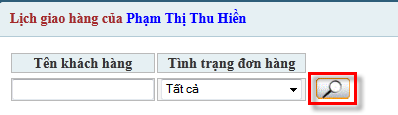 Lịch giao hàng của Phạm Thị Thu Hiền
Tên khách hàng Tình trạng đơn hàng
Tất cả